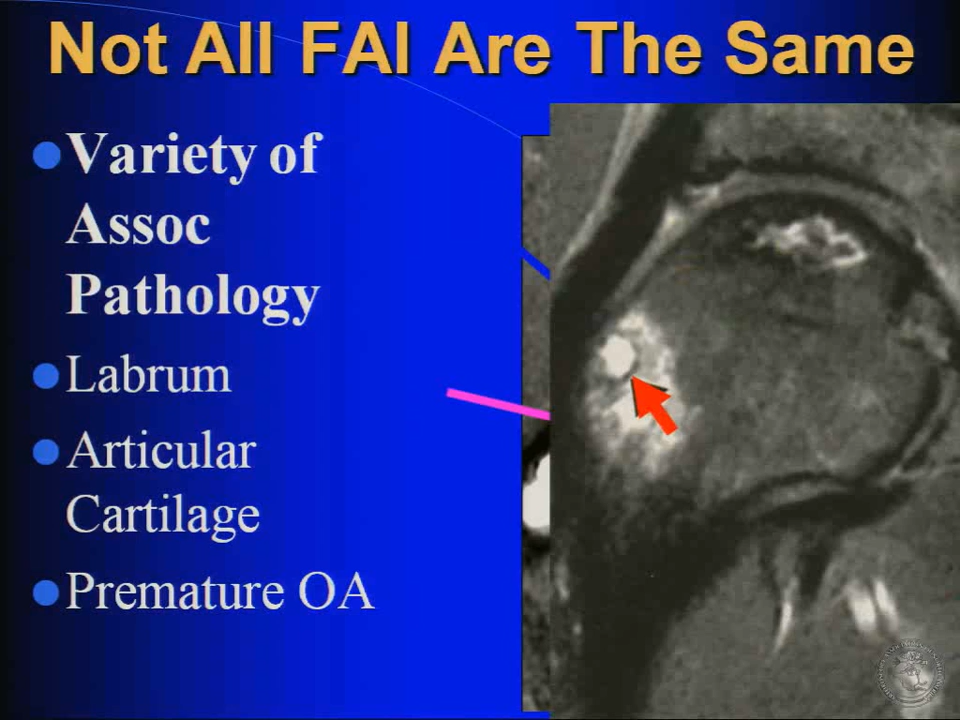 Not All FAI Are The Same
Variety of
Assoc
Pathology
Labrum
Articular
Cartilage
Premature OA